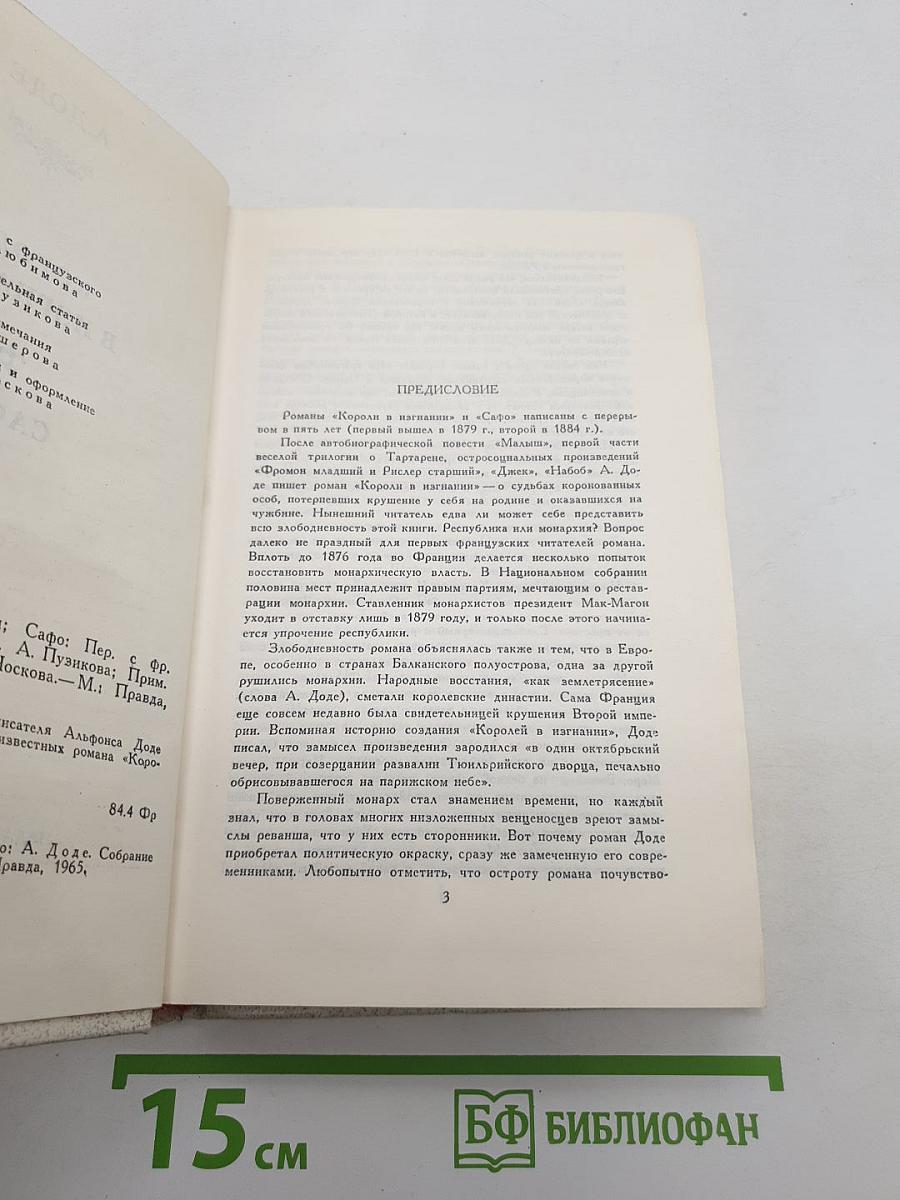 с французского
юбимова
ельная статья
узикова
мечания
шерова
и оформление
оскова
Сафо: Пер. с фр.
А. Пузикова; Прим.
Носкова.— М.: Правда,
исателя Альфонса Доде
известных романа «Коро-
84.4 Фр
о: А. Доде. Собрание
Правда, 1965,
ПРЕДИСЛОВИЕ
Романы «Короли в изгнании» и «Сафо» написаны с переры-
вом в пять лет (первый вышел в 1879 г., второй в 1884 г.).
После автобиографической повести «Малыш», первой части
веселой трилогии о Тартарене, остросоциальных произведений
«Фромон младший и Рислер старший», «Джек», «Набоб» А. До-
де пишет роман «Короли в изгнании» — о судьбах коронованных
особ, потерпевших крушение у себя на родине и оказавшихся на
чужбине. Нынешний читатель едва ли может себе представить
всю злободневность этой книги. Республика или монархия? Вопрос
далеко не праздный для первых французских читателей романа.
Вплоть до 1876 года во Франции делается несколько попыток
восстановить монархическую власть. В Национальном собрании
половина мест принадлежит правым партиям, мечтающим о рестав-
рации монархии. Ставленник монархистов президент Мак-Магон
уходит в отставку лишь в 1879 году, и только после этого начина-
ется упрочение республики.
Злободневность романа объяснялась также и тем, что в Евро-
пе, особенно в странах Балканского полуострова, одна за другой
рушились монархии. Народные восстания, «как землетрясение»
(слова А. Доде), сметали королевские династии. Сама Франция
еще совсем недавно была свидетельницей крушения Второй импе-
рии. Вспоминая историю создания «Королей в изгнании», Доде
писал, что замысел произведения зародился «в один октябрьский
вечер, при созерцании развалин Тюильрийского дворца, печально
обрисовывавшегося на парижском небе».
Поверженный монарх стал знамением времени, но каждый
знал, что в головах многих низложенных венценосцев зреют замы-
слы реванша, что у них есть сторонники. Вот почему роман Доде
приобретал политическую окраску, сразу же замеченную его совре-
менниками. Любопытно отметить, что остроту романа почувство-
3
15 см
БФ БИБЛИОФАН